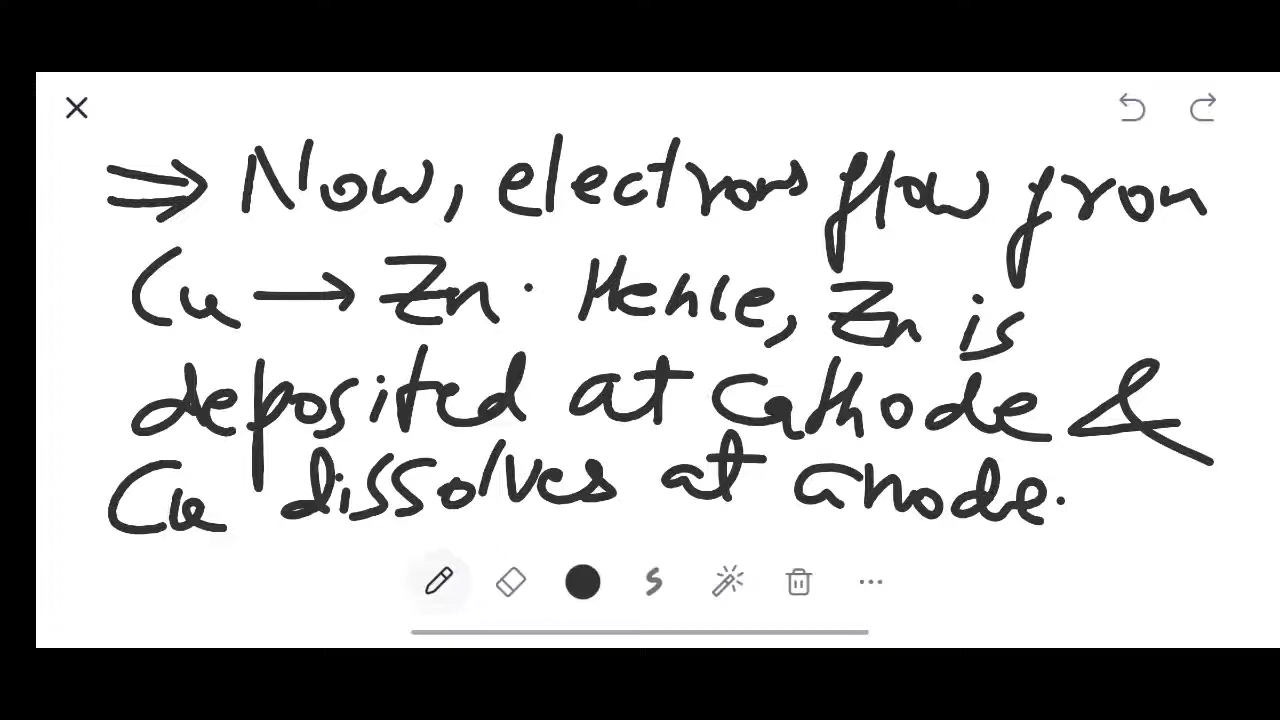 ⇒ Now, electrons flow from
Cu → Zn. Hence, Zn is
deposited at Cathode &
Cu dissolves at anode.